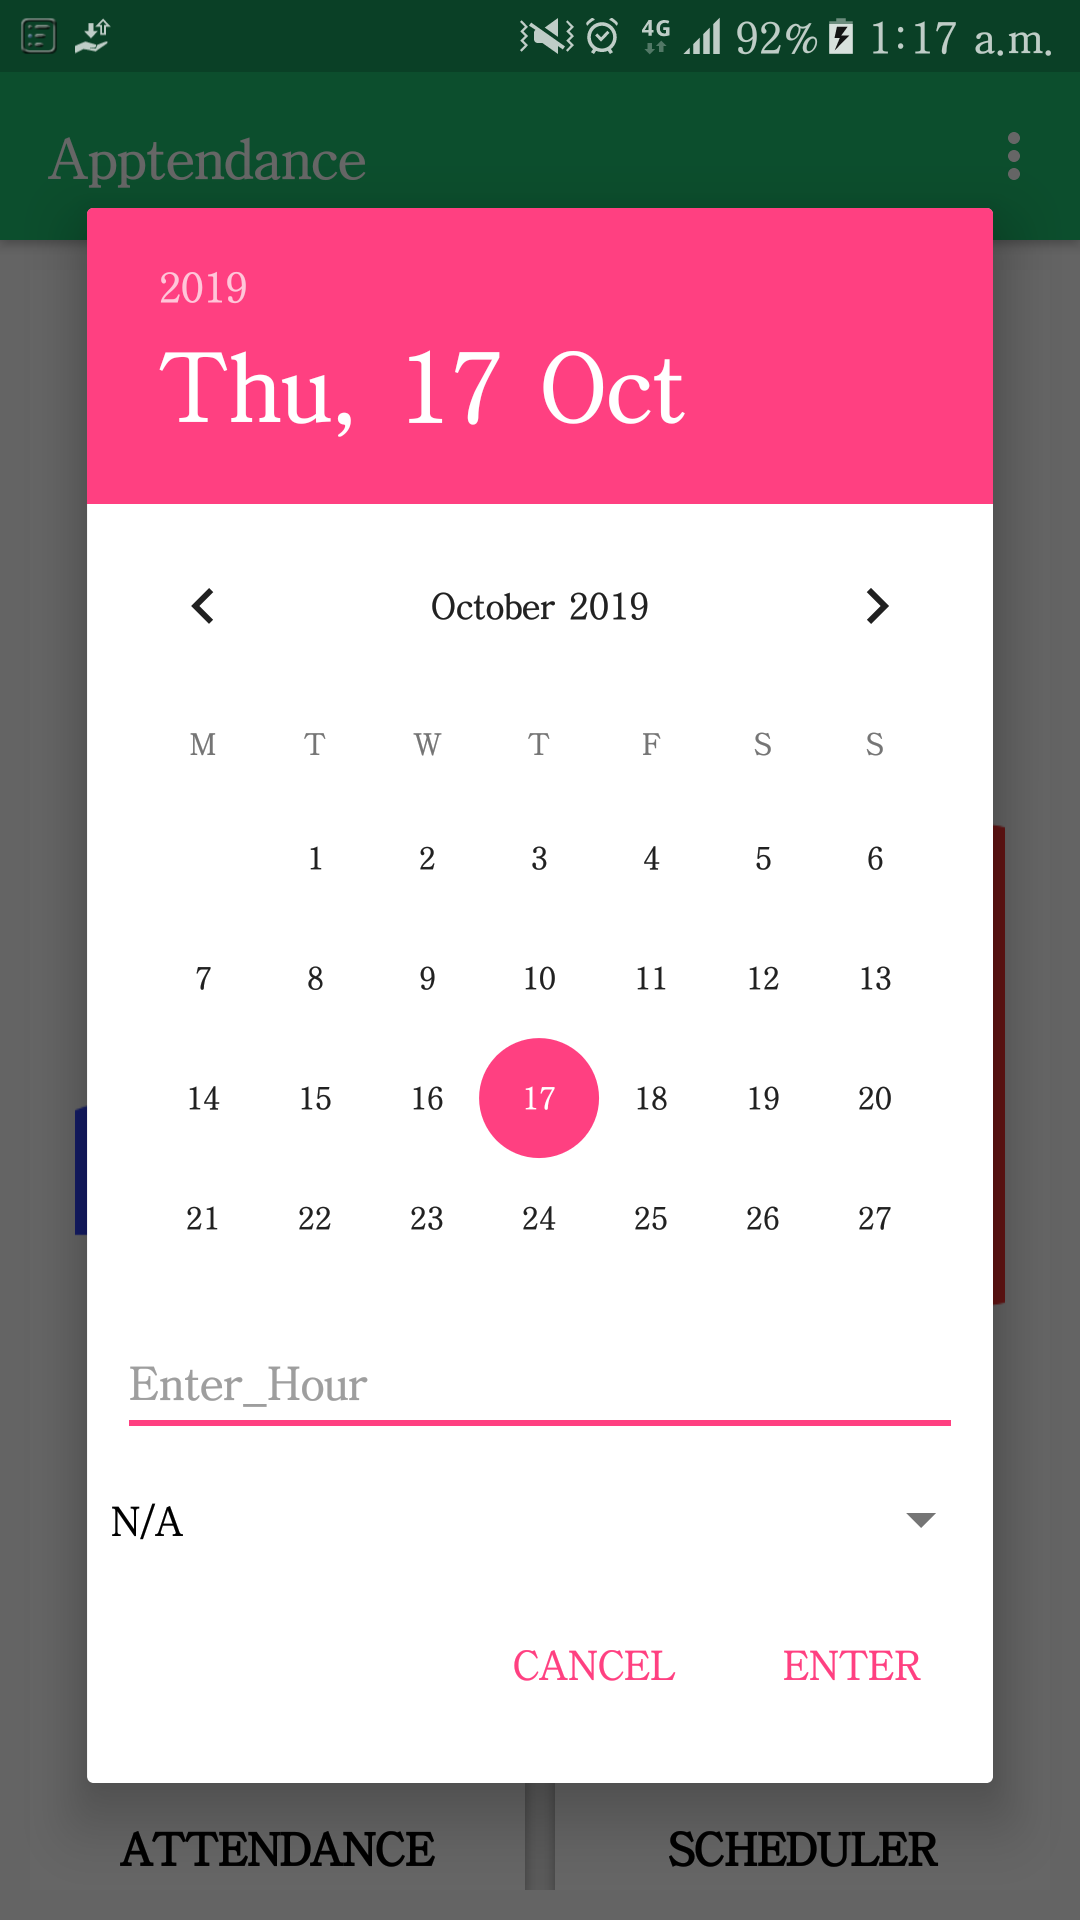 4G 92% 1:17 a.m.
Apptendance
2019
Thu, 17 Oct
October 2019
M T W T F S S
1 2 3 4 5 6
7 8 9 10 11 12 13
14 15 16 17 18 19 20
21 22 23 24 25 26 27
Enter_Hour
N/A
CANCEL ENTER
ATTENDANCE SCHEDULER